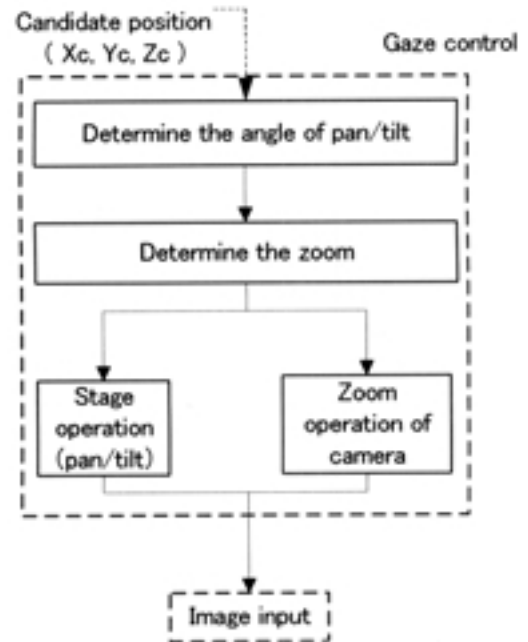 Candidate position
( Xc, Yc, Zc )
Gaze control
Determine the angle of pan/tilt
Determine the zoom
Stage
operation
(pan/tilt)
Zoom
operation of
camera
Image input